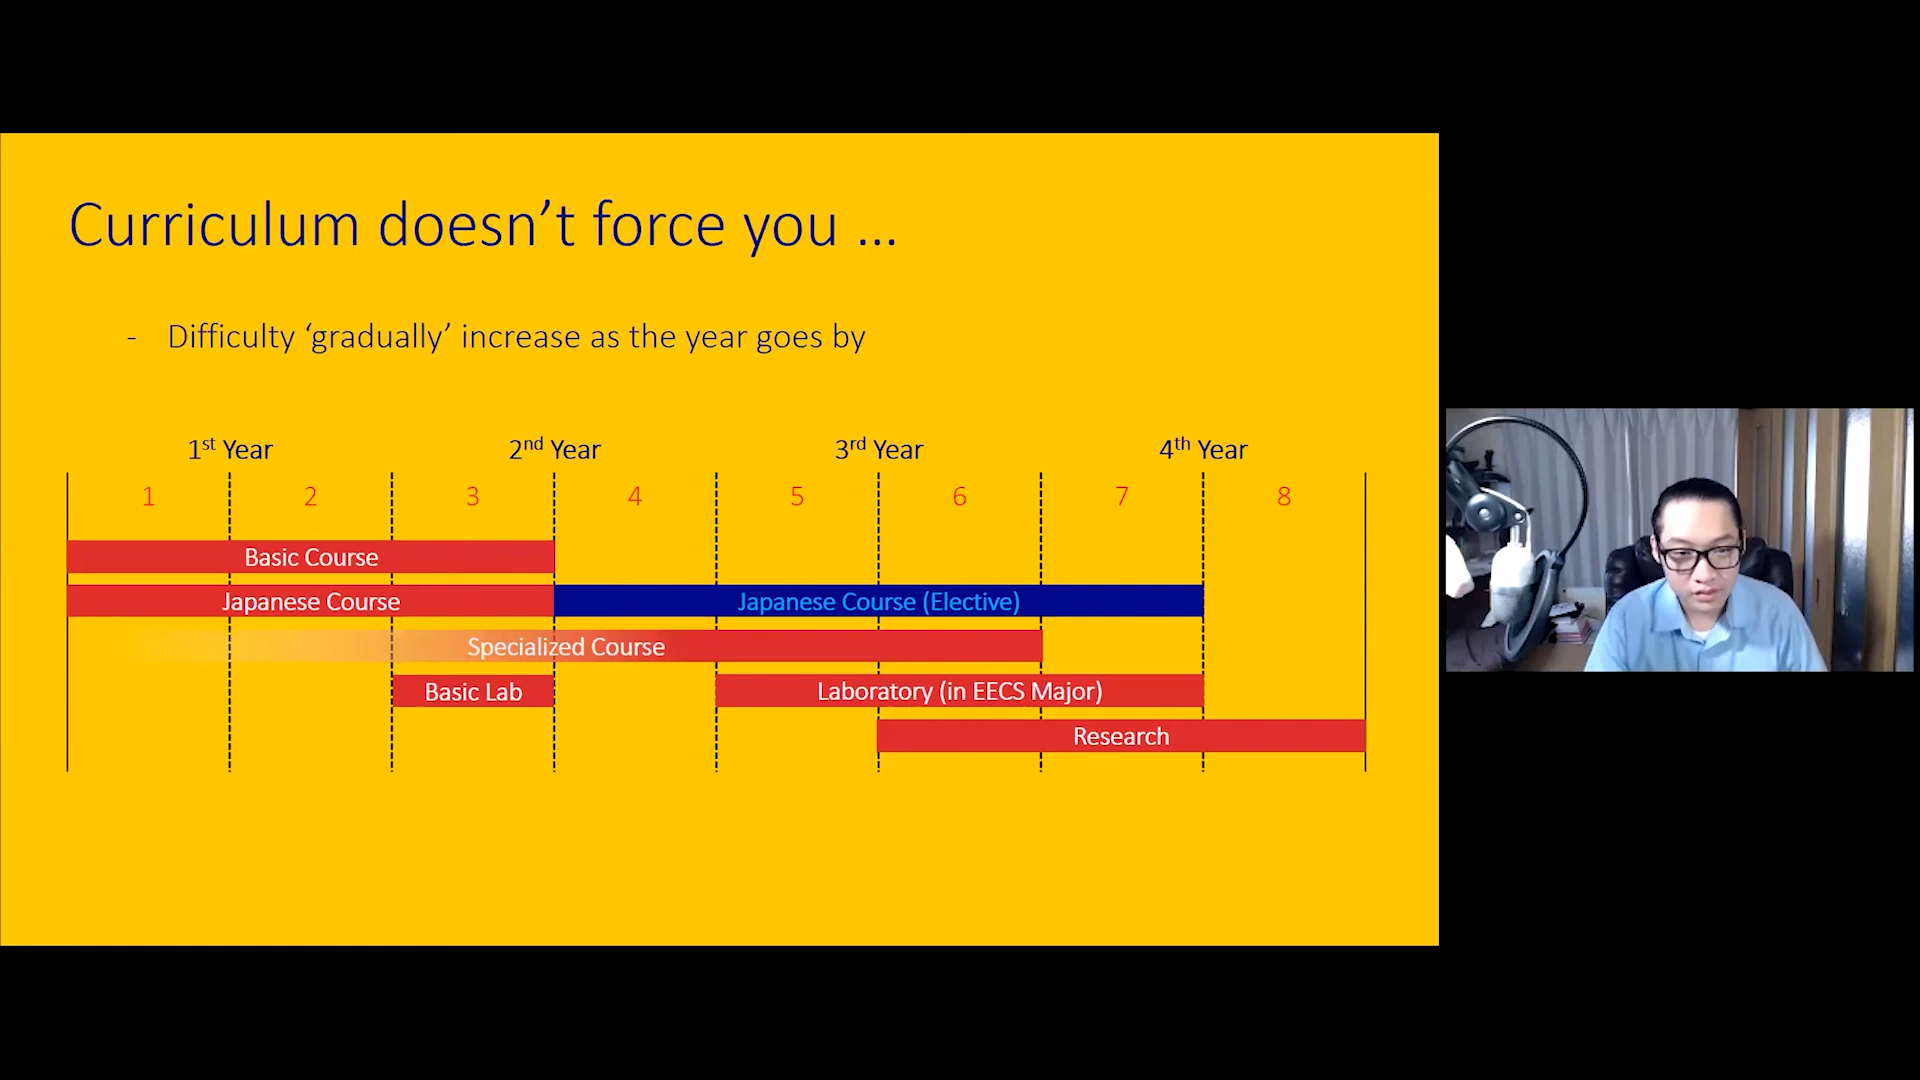 Curriculum doesn’t force you ...
- Difficulty ‘gradually’ increase as the year goes by
1st Year 2nd Year 3rd Year 4th Year
1 2 3 4 5 6 7 8
Basic Course
Japanese Course Japanese Course (Elective)
Specialized Course
Basic Lab Laboratory (in EECS Major)
Research